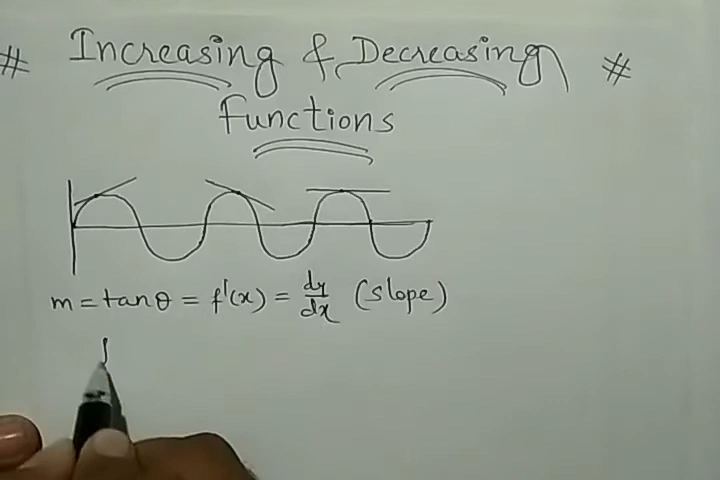 # Increasing & Decreasing #
functions
m = tanθ = f'(x) = dy/dx (slope)